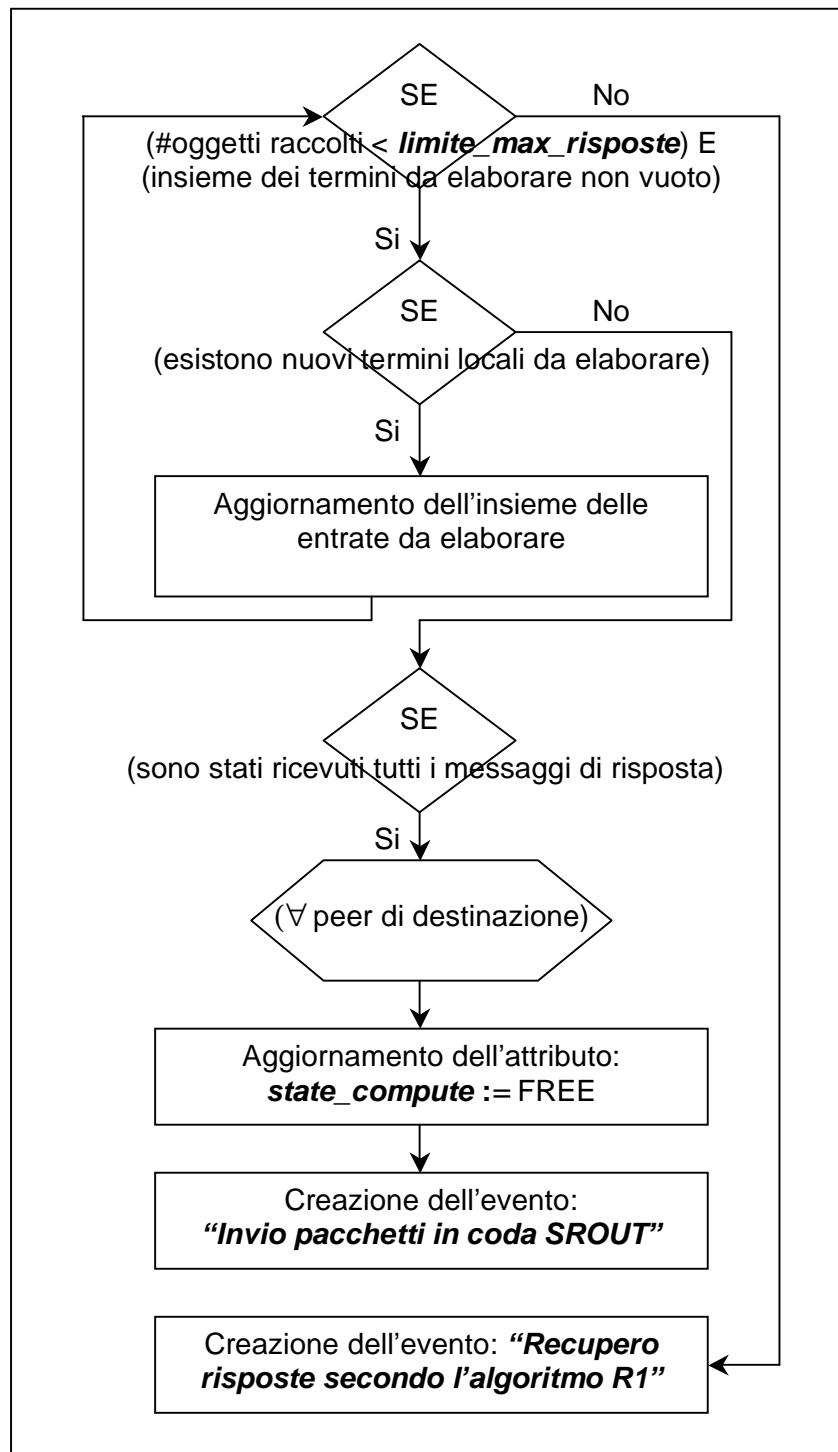 SE
No
(#oggetti raccolti < limite_max_risposte) E
(insieme dei termini da elaborare non vuoto)
Si
SE
No
(esistono nuovi termini locali da elaborare)
Si
Aggiornamento dell’insieme delle
entrate da elaborare
SE
(sono stati ricevuti tutti i messaggi di risposta)
Si
(∀ peer di destinazione)
Aggiornamento dell’attributo:
state_compute := FREE
Creazione dell’evento:
“Invio pacchetti in coda SROUT”
Creazione dell’evento: “Recupero
risposte secondo l’algoritmo R1”